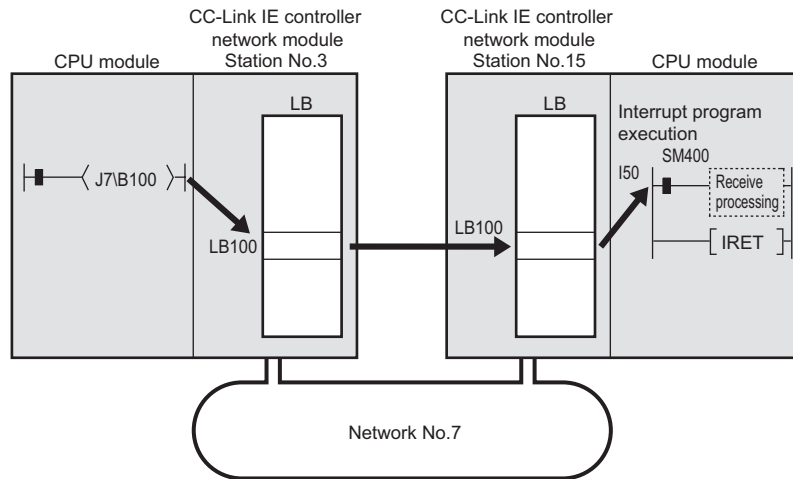 CC-Link IE controller
network module
Station No.3
CC-Link IE controller
network module
Station No.15
CPU module
CPU module
LB
LB
J7\B100
LB100
LB100
Interrupt program
execution
SM400
I50
Receive
processing
IRET
Network No.7